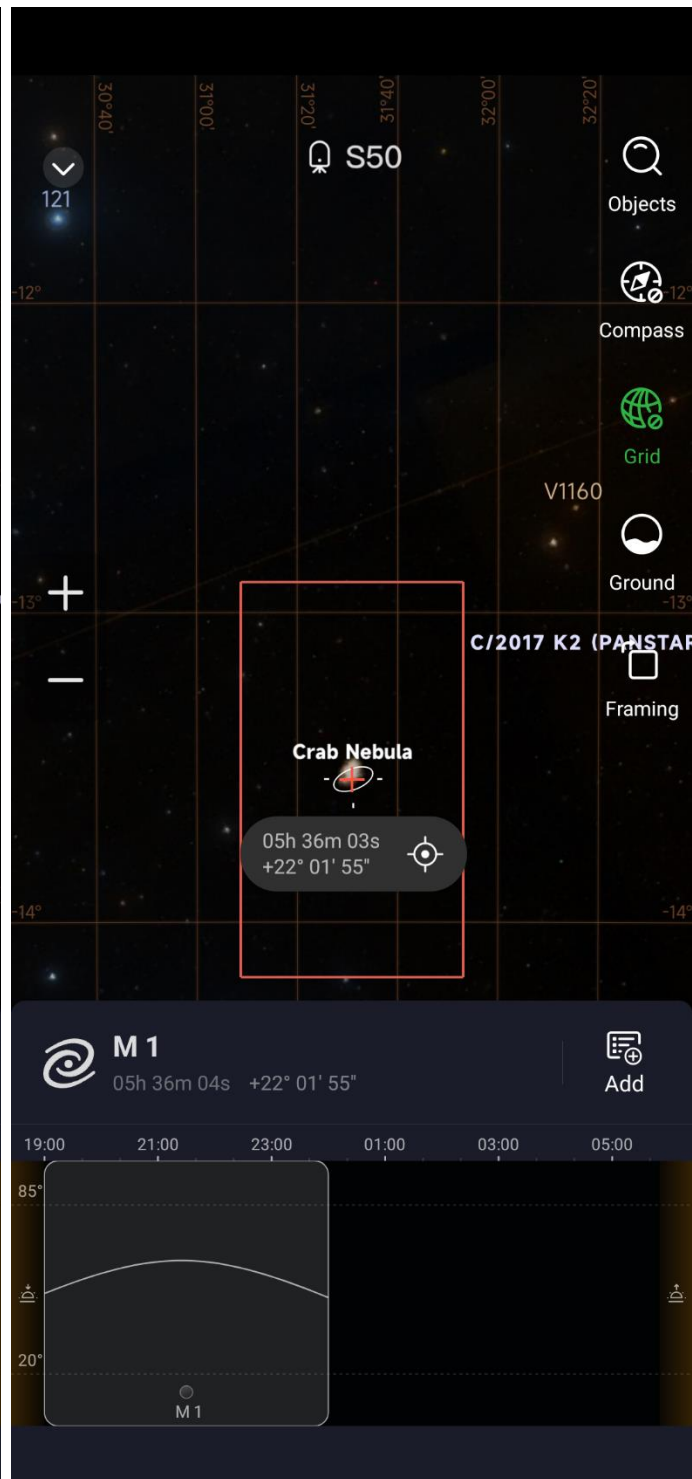 30°40'
31°00'
31°20'
31°40'
32°00'
32°20'
S50
Objects
121
-12°
-12°
Compass
Grid
V1160
Ground
-13°
-13°
C/2017 K2 (PANSTAR
Framing
Crab Nebula
05h 36m 03s
+22° 01' 55"
-14°
-14°
M 1
05h 36m 04s +22° 01' 55"
Add
19:00 21:00 23:00 01:00 03:00 05:00
85°
20°
M 1